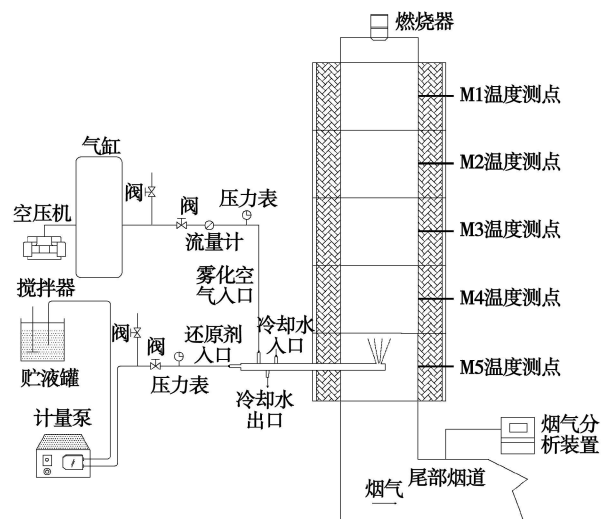 燃烧器
M1温度测点
气缸
M2温度测点
阀
阀
压力表
空压机
流量计
M3温度测点
雾化空
气入口
搅拌器
M4温度测点
阀
阀
还原剂
入口
冷却水
入口
贮液罐
压力表
M5温度测点
冷却水
出口
计量泵
烟气分
析装置
尾部烟道
烟气